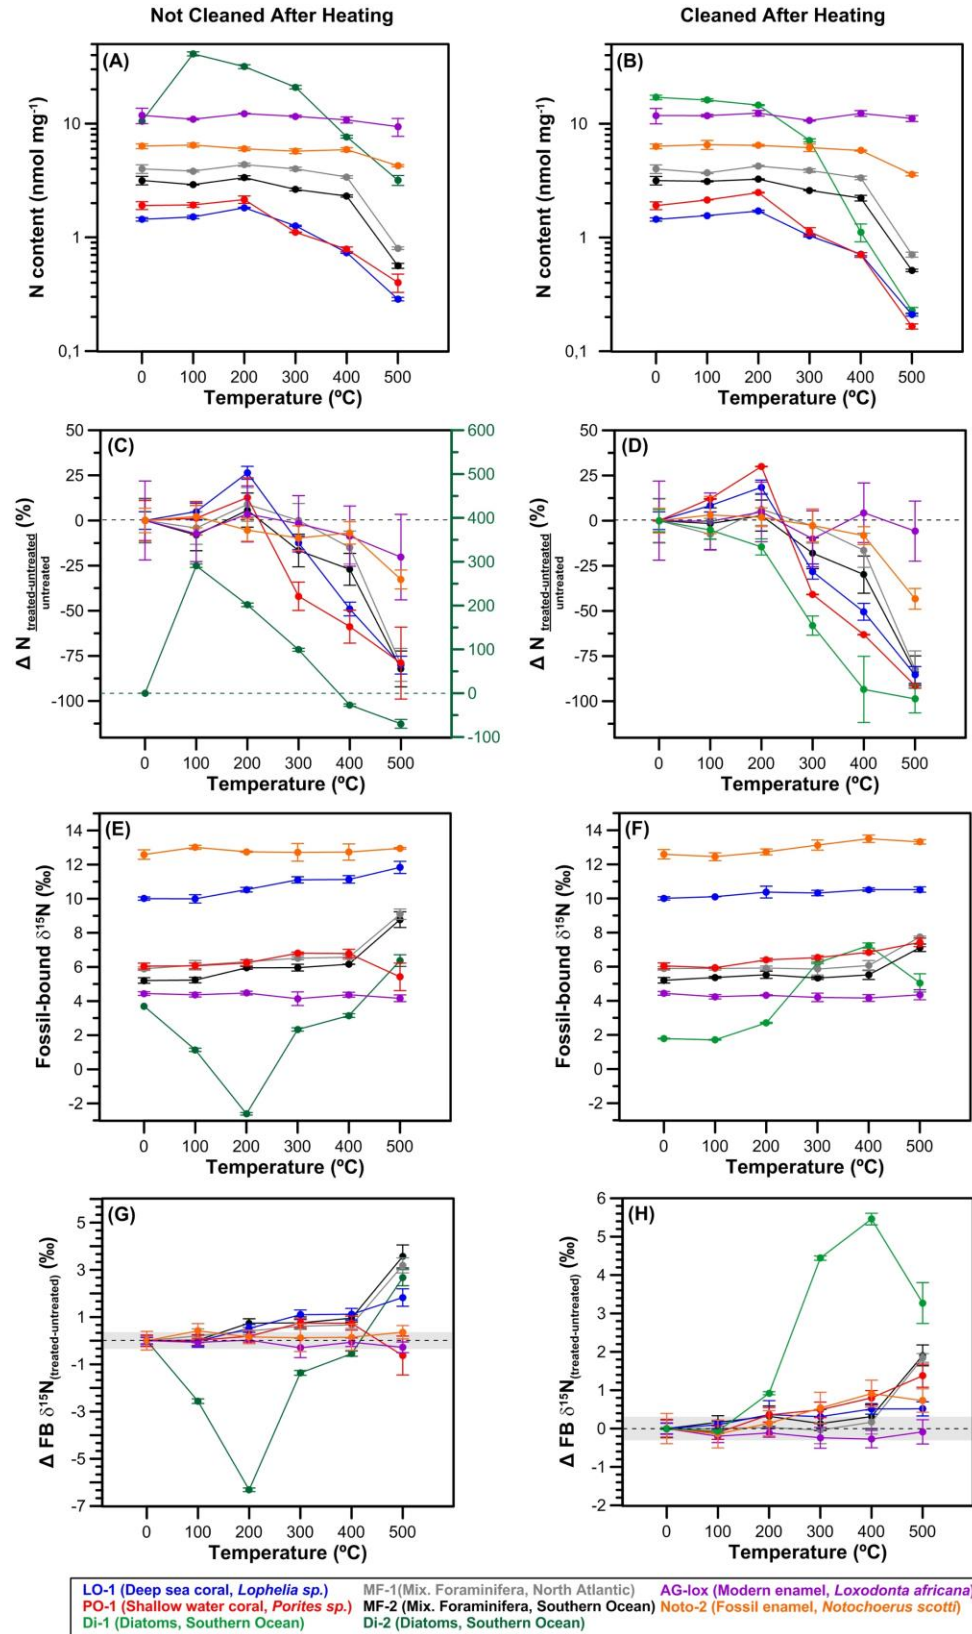 Not Cleaned After Heating
Cleaned After Heating
(A)
N content (nmol mg⁻¹)
10
1
0,1
0 100 200 300 400 500
Temperature (ºC)
(B)
N content (nmol mg⁻¹)
10
1
0,1
0 100 200 300 400 500
Temperature (ºC)
(C)
Δ N treated-untreated (%)
untreated
50
25
0
-25
-50
-75
-100
600
500
400
300
200
100
0
-100
0 100 200 300 400 500
Temperature (ºC)
(D)
Δ N treated-untreated (%)
untreated
50
25
0
-25
-50
-75
-100
0 100 200 300 400 500
Temperature (ºC)
(E)
Fossil-bound δ¹⁵N (‰)
14
12
10
8
6
4
2
0
-2
0 100 200 300 400 500
Temperature (ºC)
(F)
Fossil-bound δ¹⁵N (‰)
14
12
10
8
6
4
2
0
-2
0 100 200 300 400 500
Temperature (ºC)
(G)
Δ FB δ¹⁵N(treated-untreated) (‰)
5
3
1
-1
-3
-5
-7
0 100 200 300 400 500
Temperature (ºC)
(H)
Δ FB δ¹⁵N(treated-untreated) (‰)
6
5
4
3
2
1
0
-1
-2
0 100 200 300 400 500
Temperature (ºC)
LO-1 (Deep sea coral, Lophelia sp.) MF-1(Mix. Foraminifera, North Atlantic) AG-lox (Modern enamel, Loxodonta africana)
PO-1 (Shallow water coral, Porites sp.) MF-2 (Mix. Foraminifera, Southern Ocean) Noto-2 (Fossil enamel, Notochoerus scotti)
Di-1 (Diatoms, Southern Ocean) Di-2 (Diatoms, Southern Ocean)